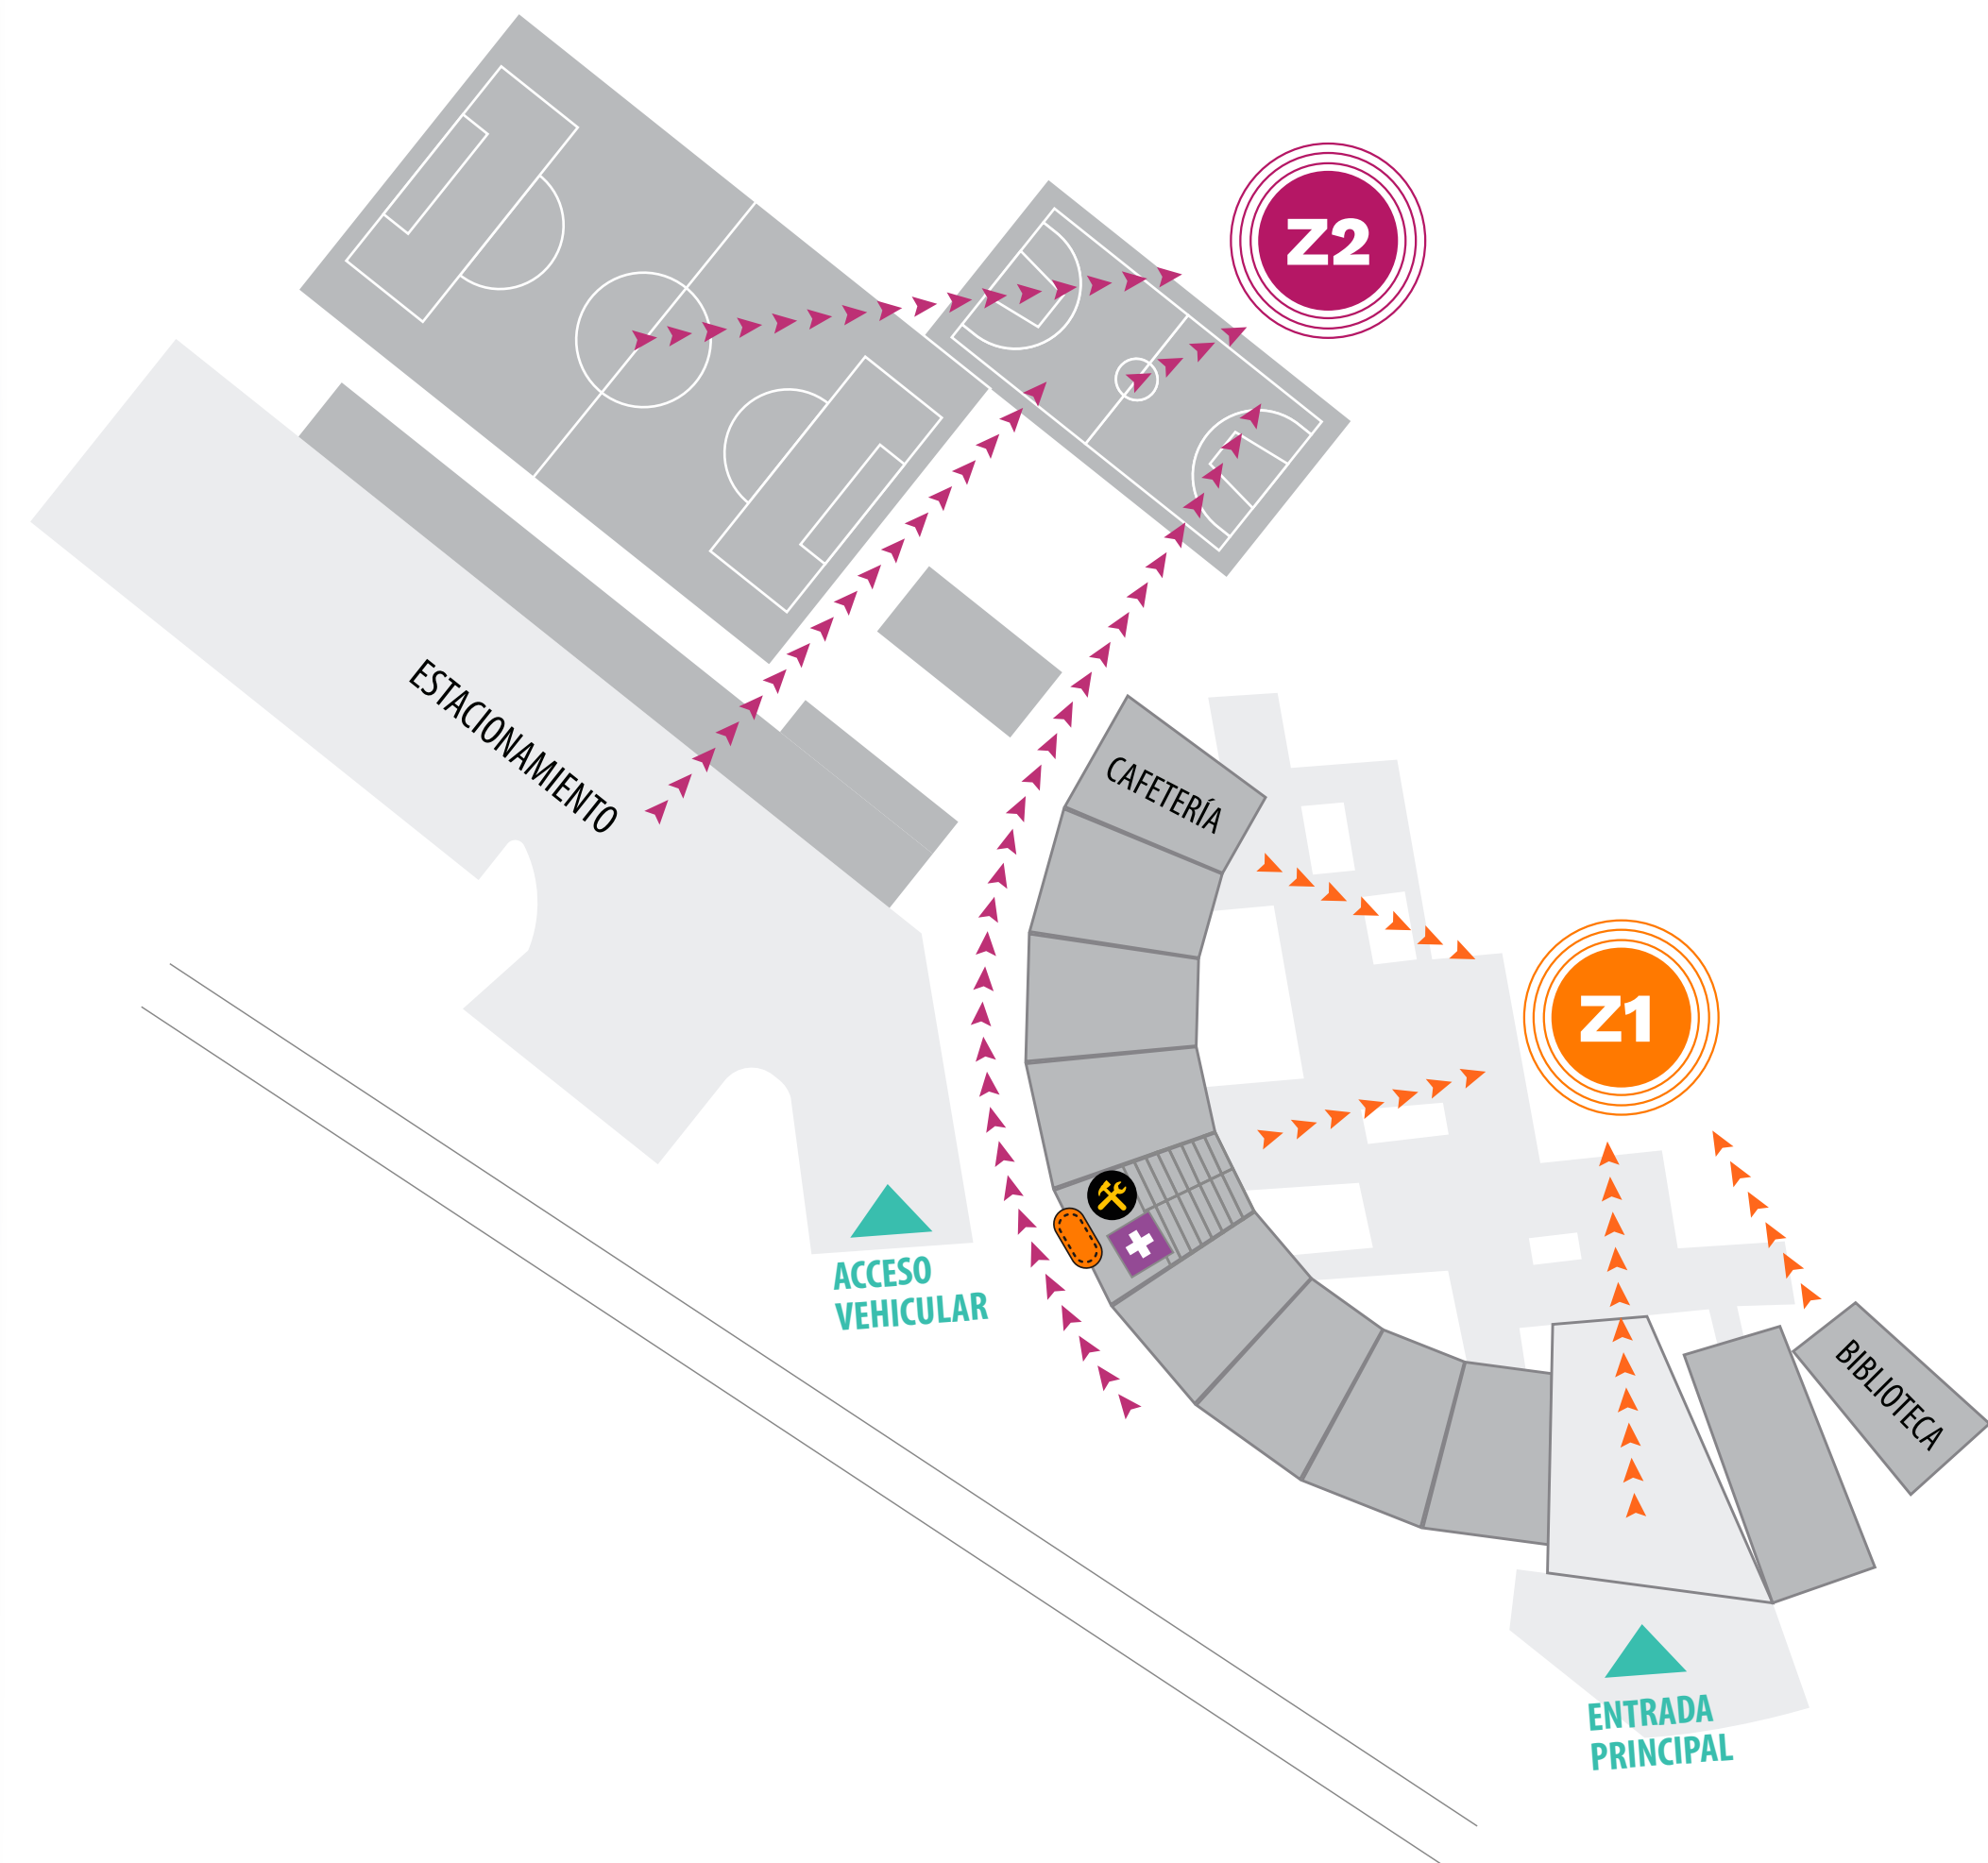 Z2
ESTACIONAMIENTO
CAFETERÍA
Z1
ACCESO
VEHICULAR
BIBLIOTECA
ENTRADA
PRINCIPAL